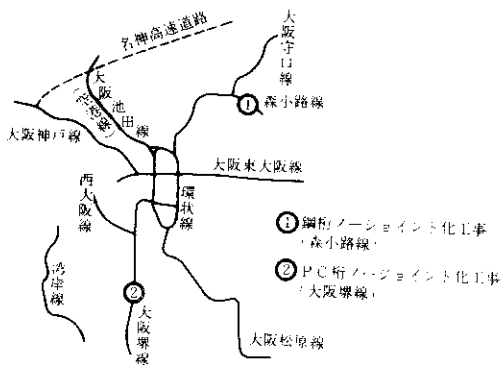 名神高速道路
大阪守口線
大阪池田線
(空港線)
① 森小路線
大阪神戸線
大阪東大阪線
西大阪線
環状線
① 鋼桁ノージョイント化工事
(森小路線)
② PC桁ノージョイント化工事
(大阪堺線)
湾岸線
②
大阪堺線
大阪松原線